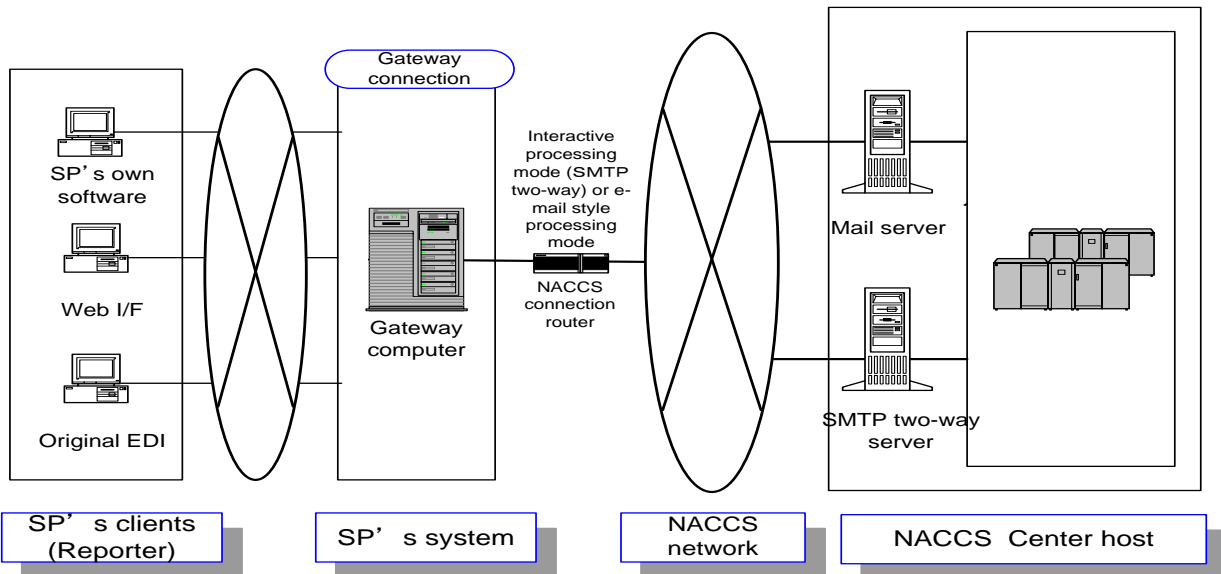 Gateway
connection
SP’s own
software
Web I/F
Original EDI
Gateway
computer
Interactive
processing
mode (SMTP
two-way) or e-
mail style
processing
mode
NACCS
connection
router
Mail server
SMTP two-way
server
SP’ s clients
(Reporter)
SP’ s system
NACCS
network
NACCS Center host